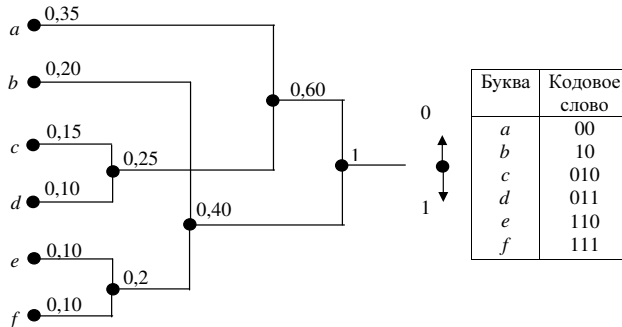 a 0,35
b 0,20
0,60
c 0,15
0,25
d 0,10
1
0,40
e 0,10
0,2
f 0,10
0
1
Буква Кодовое слово
a 00
b 10
c 010
d 011
e 110
f 111